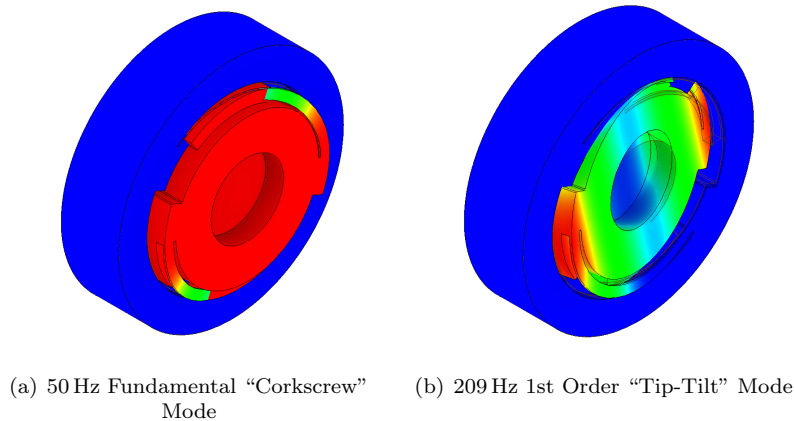 (a) 50 Hz Fundamental “Corkscrew”
Mode
(b) 209 Hz 1st Order “Tip-Tilt” Mode